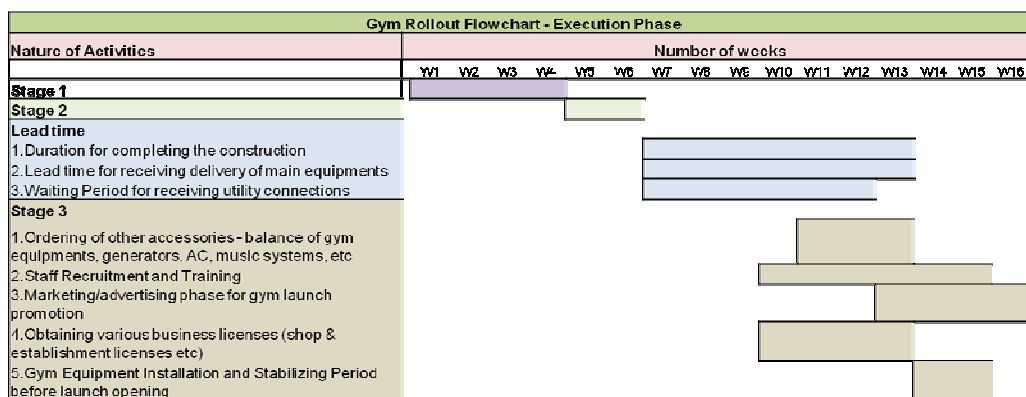 Gym Rollout Flowchart - Execution Phase
Nature of Activities Number of weeks
W1 W2 W3 W4 W5 W6 W7 W8 W9 W10 W11 W12 W13 W14 W15 W16
Stage 1
Stage 2
Lead time
1.Duration for completing the construction
2.Lead time for receiving delivery of main equipments
3.Waiting Period for receiving utility connections
Stage 3
1.Ordering of other accessories - balance of gym
equipments, generators, AC, music systems, etc
2.Staff Recruitment and Training
3.Marketing/advertising phase for gym launch
promotion
4.Obtaining various business licenses (shop &
establishment licenses etc)
5.Gym Equipment Installation and Stabilizing Period
before launch opening